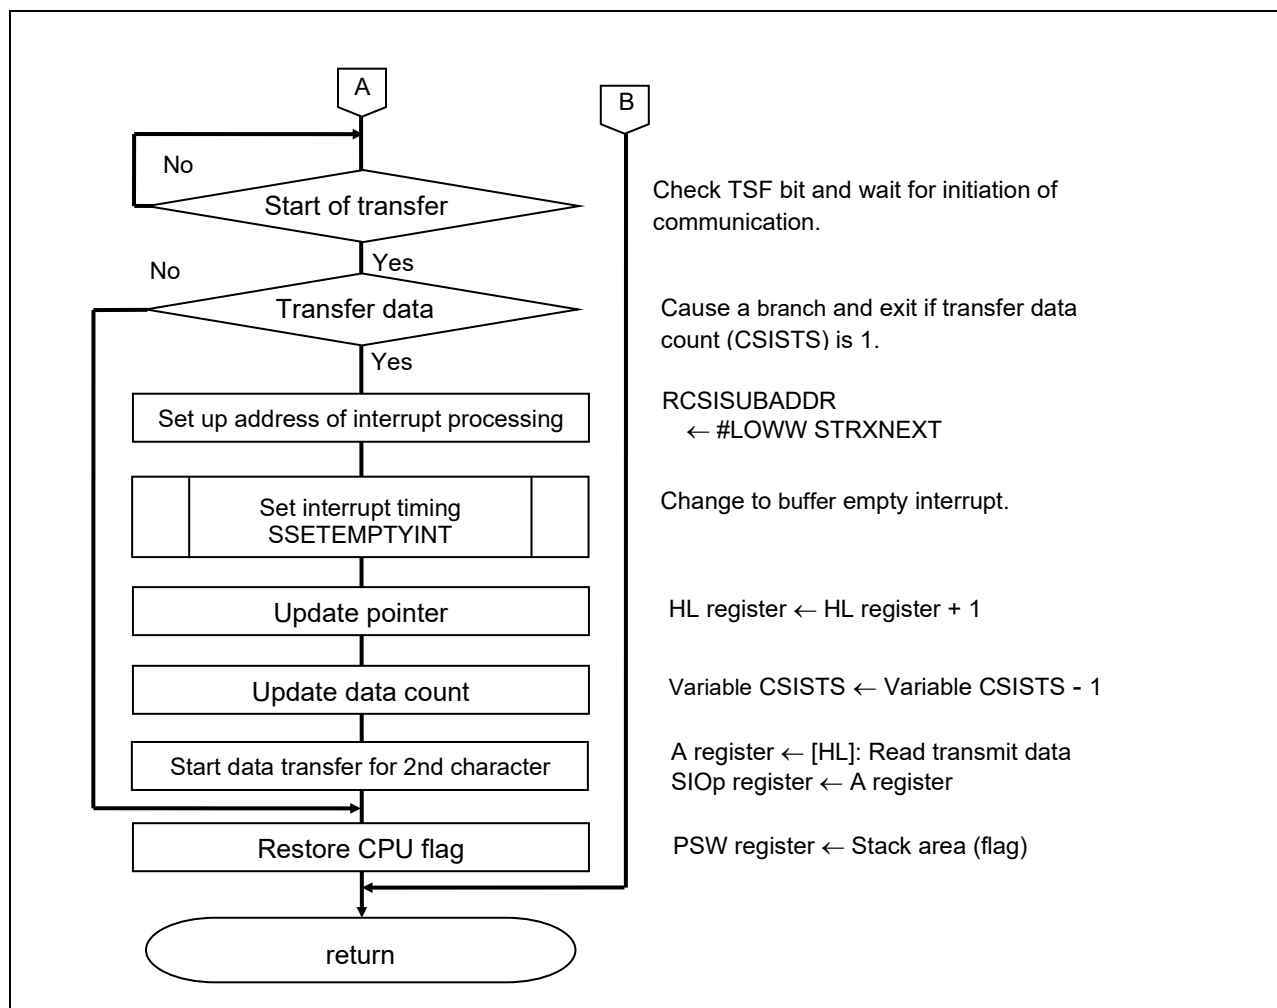 A
B
No
Start of transfer
Check TSF bit and wait for initiation of
communication.
Yes
No
Transfer data
Cause a branch and exit if transfer data
count (CSISTS) is 1.
Yes
Set up address of interrupt processing
RCSISUBADDR
← #LOWW STRXNEXT
Set interrupt timing
SSETEMPTYINT
Change to buffer empty interrupt.
Update pointer
HL register ← HL register + 1
Update data count
Variable CSISTS ← Variable CSISTS - 1
Start data transfer for 2nd character
A register ← [HL]: Read transmit data
SIOp register ← A register
Restore CPU flag
PSW register ← Stack area (flag)
return